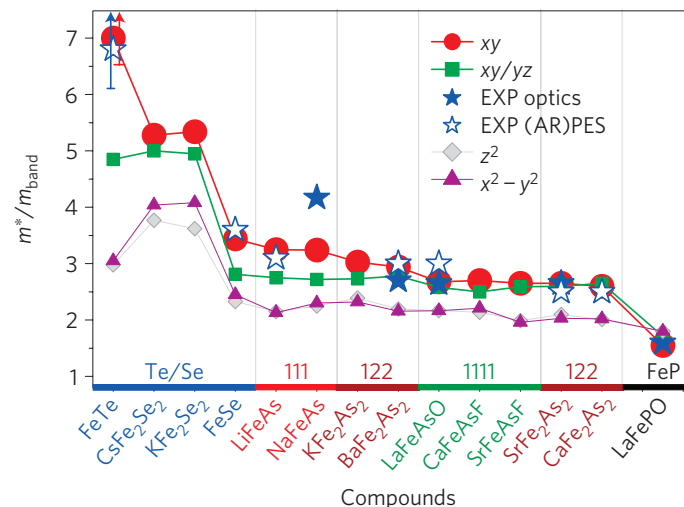 7
6
5
4
3
2
1
m*/m_band
xy
xy/yz
EXP optics
EXP (AR)PES
z²
x² − y²
Te/Se
111
122
1111
122
FeP
FeTe
CsFe₂Se₂
KFe₂Se₂
FeSe
LiFeAs
NaFeAs
KFe₂As₂
BaFe₂As₂
LaFeAsO
CaFeAsF
SrFeAsF
SrFe₂As₂
CaFe₂As₂
LaFePO
Compounds